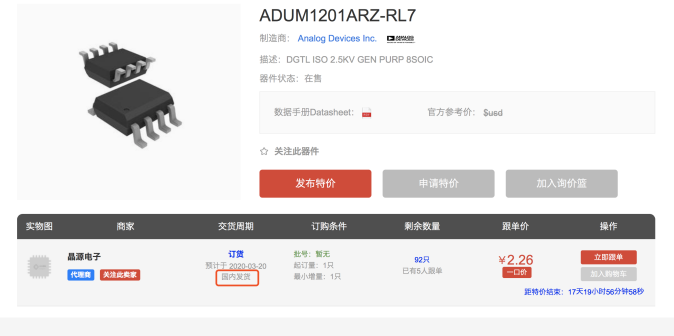 ADUM1201ARZ-RL7
制造商： Analog Devices Inc.
描述： DGTL ISO 2.5KV GEN PURP 8SOIC
器件状态：在售
数据手册Datasheet： 官方参考价： $usd
关注此器件
发布特价 申请特价 加入询价蓝
实物图 商家 交货周期 订购条件 剩余数量 跟单价 操作
晶源电子
代理商 关注此卖家
订货
预计于 2020-03-20
国内发货
批号：暂无
起订量：1只
最小增量：1只
92只
已有5人跟单
￥2.26
一口价
立即跟单
加入购物车
距特价结束：17天19小时56分钟58秒